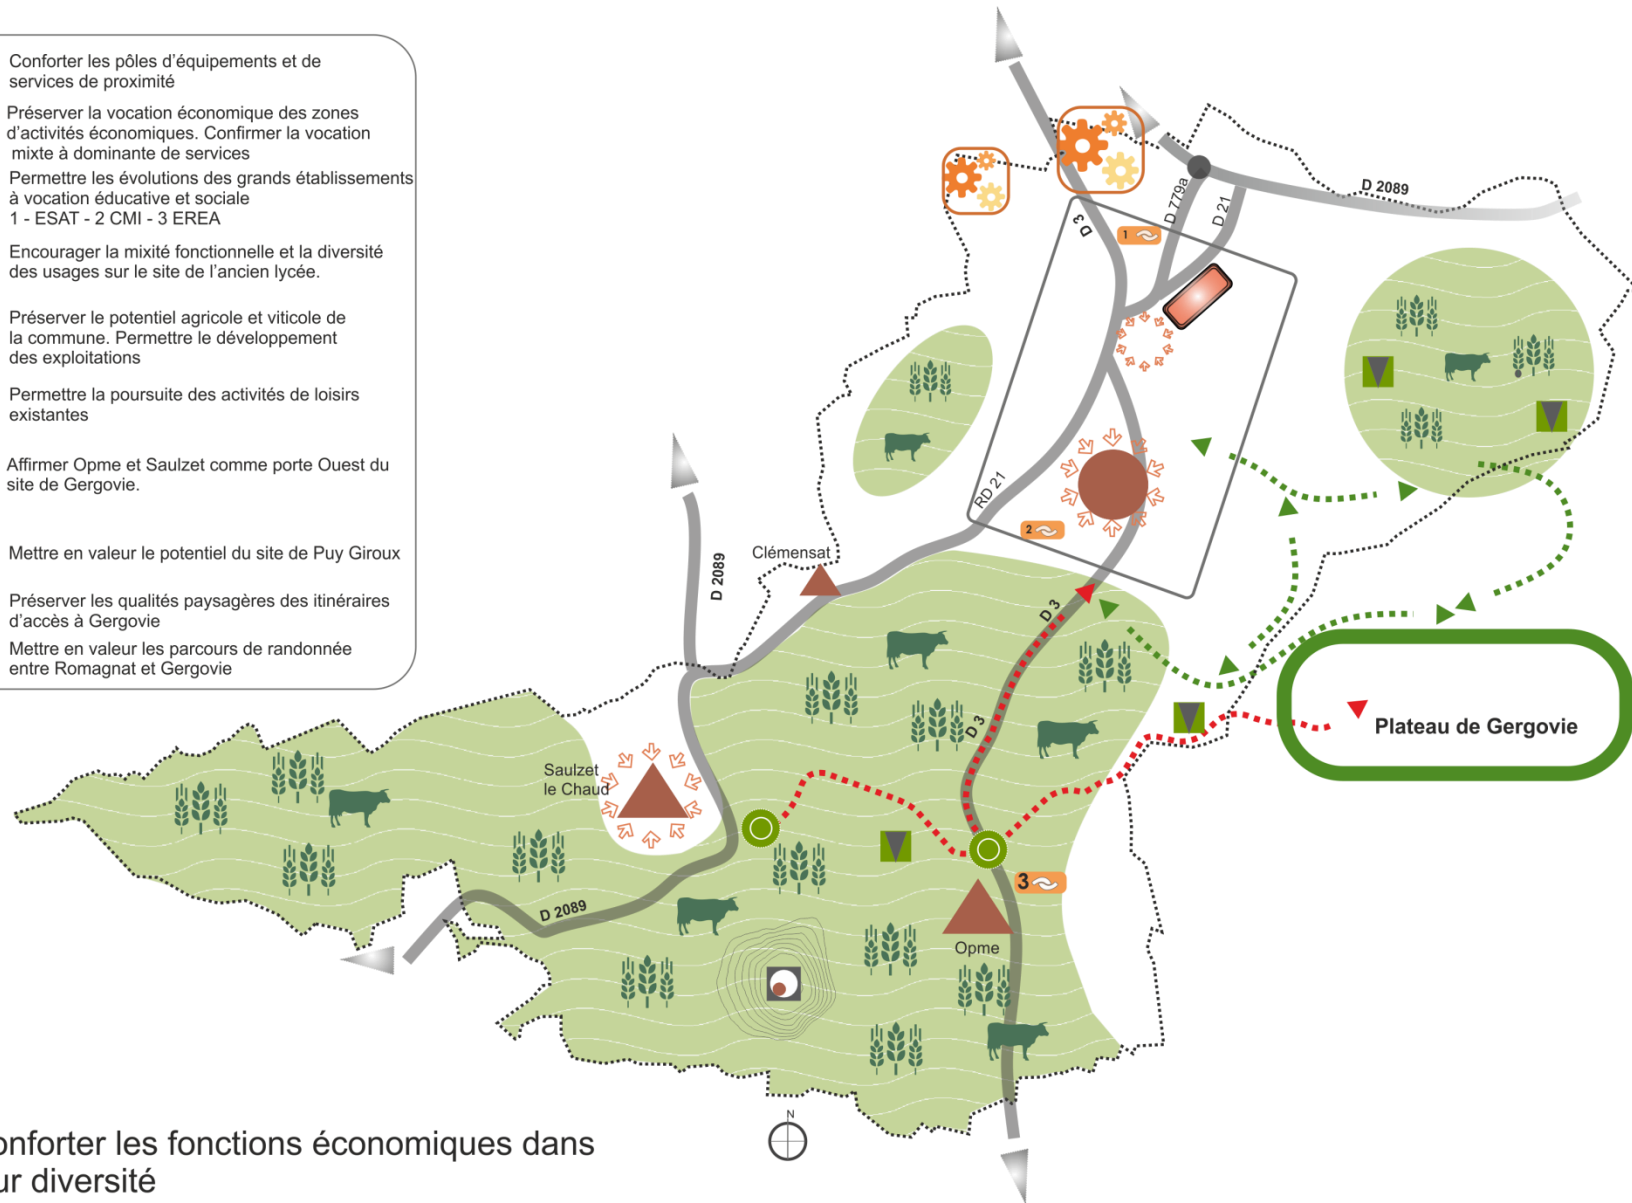 Conforter les pôles d'équipements et de
services de proximité
Préserver la vocation économique des zones
d'activités économiques. Confirmer la vocation
mixte à dominante de services
Permettre les évolutions des grands établissements
à vocation éducative et sociale
1 - ESAT - 2 CMI - 3 EREA
Encourager la mixité fonctionnelle et la diversité
des usages sur le site de l'ancien lycée.
Préserver le potentiel agricole et viticole de
la commune. Permettre le développement
des exploitations
Permettre la poursuite des activités de loisirs
existantes
Affirmer Opme et Saulzet comme porte Ouest du
site de Gergovie.
Mettre en valeur le potentiel du site de Puy Giroux
Préserver les qualités paysagères des itinéraires
d'accès à Gergovie
Mettre en valeur les parcours de randonnée
entre Romagnat et Gergovie
D 2089
D 779a
D 21
D 3
1
RD 21
2
Clémensat
D 2089
D 3
D 3
Plateau de Gergovie
Saulzet
le Chaud
3
D 2089
Opme
N
onforter les fonctions économiques dans
ur diversité